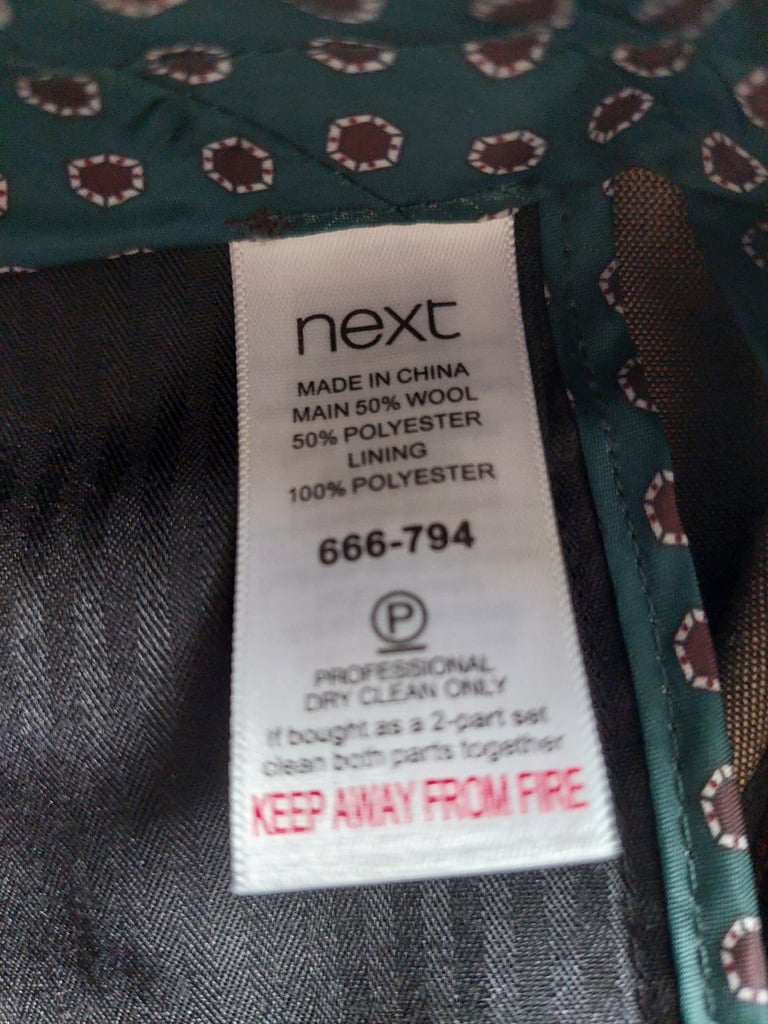 next
MADE IN CHINA
MAIN 50% WOOL
50% POLYESTER
LINING
100% POLYESTER
666-794
P
PROFESSIONAL
DRY CLEAN ONLY
If bought as a 2-part set
clean both parts together
KEEP AWAY FROM FIRE